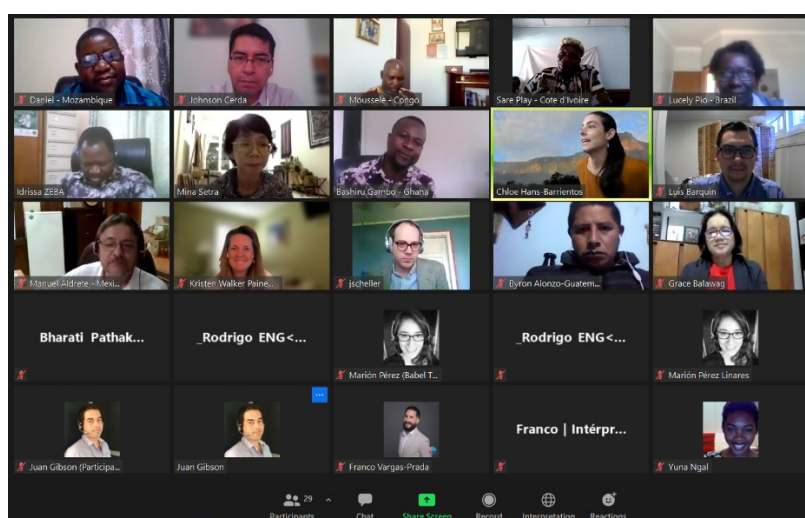 Daniel - Mozambique
Johnson Cerda
Moussele - Congo
Sare Play - Cote d'Ivoire
Lucely Pio - Brazil
Idrissa ZEBA
Mina Setra
Bashiru Gambo - Ghana
Chloe Hans-Barrientos
Luis Barquin
Manuel Aldrete - Mexi...
Kristen Walker Paine...
jscheller
Byron Alonzo-Guatem...
Grace Balawag
Bharati Pathak...
_Rodrigo ENG<...
Marión Pérez (Babel T...
_Rodrigo ENG<...
Marión Pérez Linares
Juan Gibson (Participa...
Juan Gibson
Franco Vargas-Prada
Franco | Intérpr...
Yuna Ngal
29
Participants
Chat
Share Screen
Record
Interpretation
Reactions